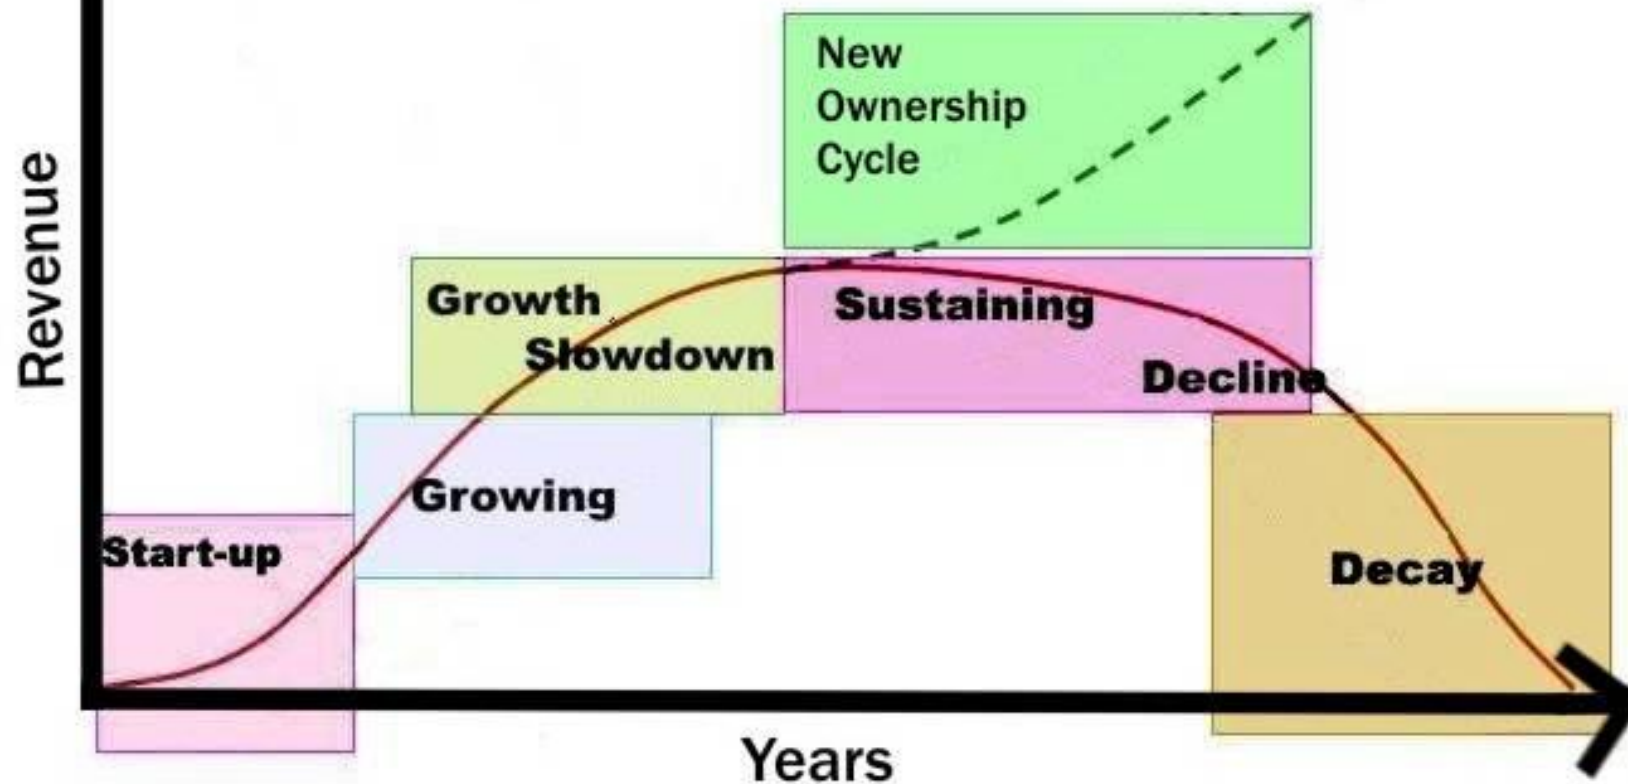 New
Ownership
Cycle
Revenue
Growth
Slowdown
Sustaining
Decline
Growing
Start-up
Decay
Years